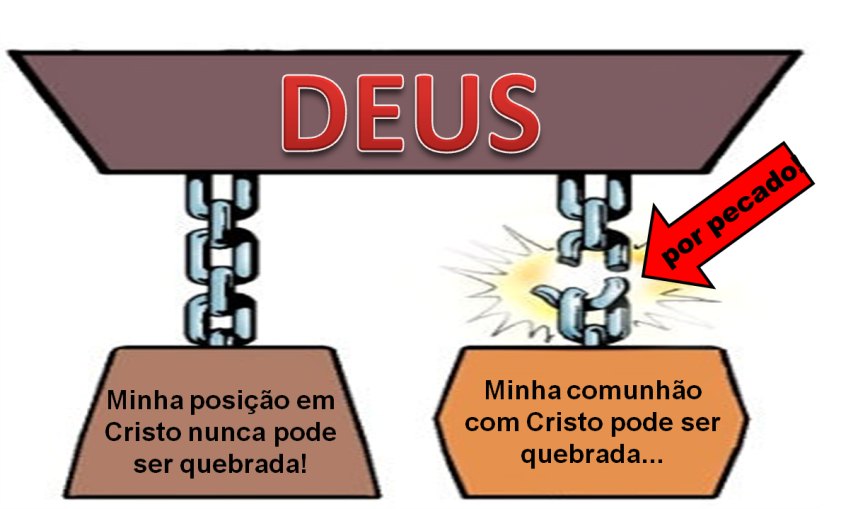 DEUS
por pecado!
Minha posição em
Cristo nunca pode
ser quebrada!
Minha comunhão
com Cristo pode ser
quebrada...